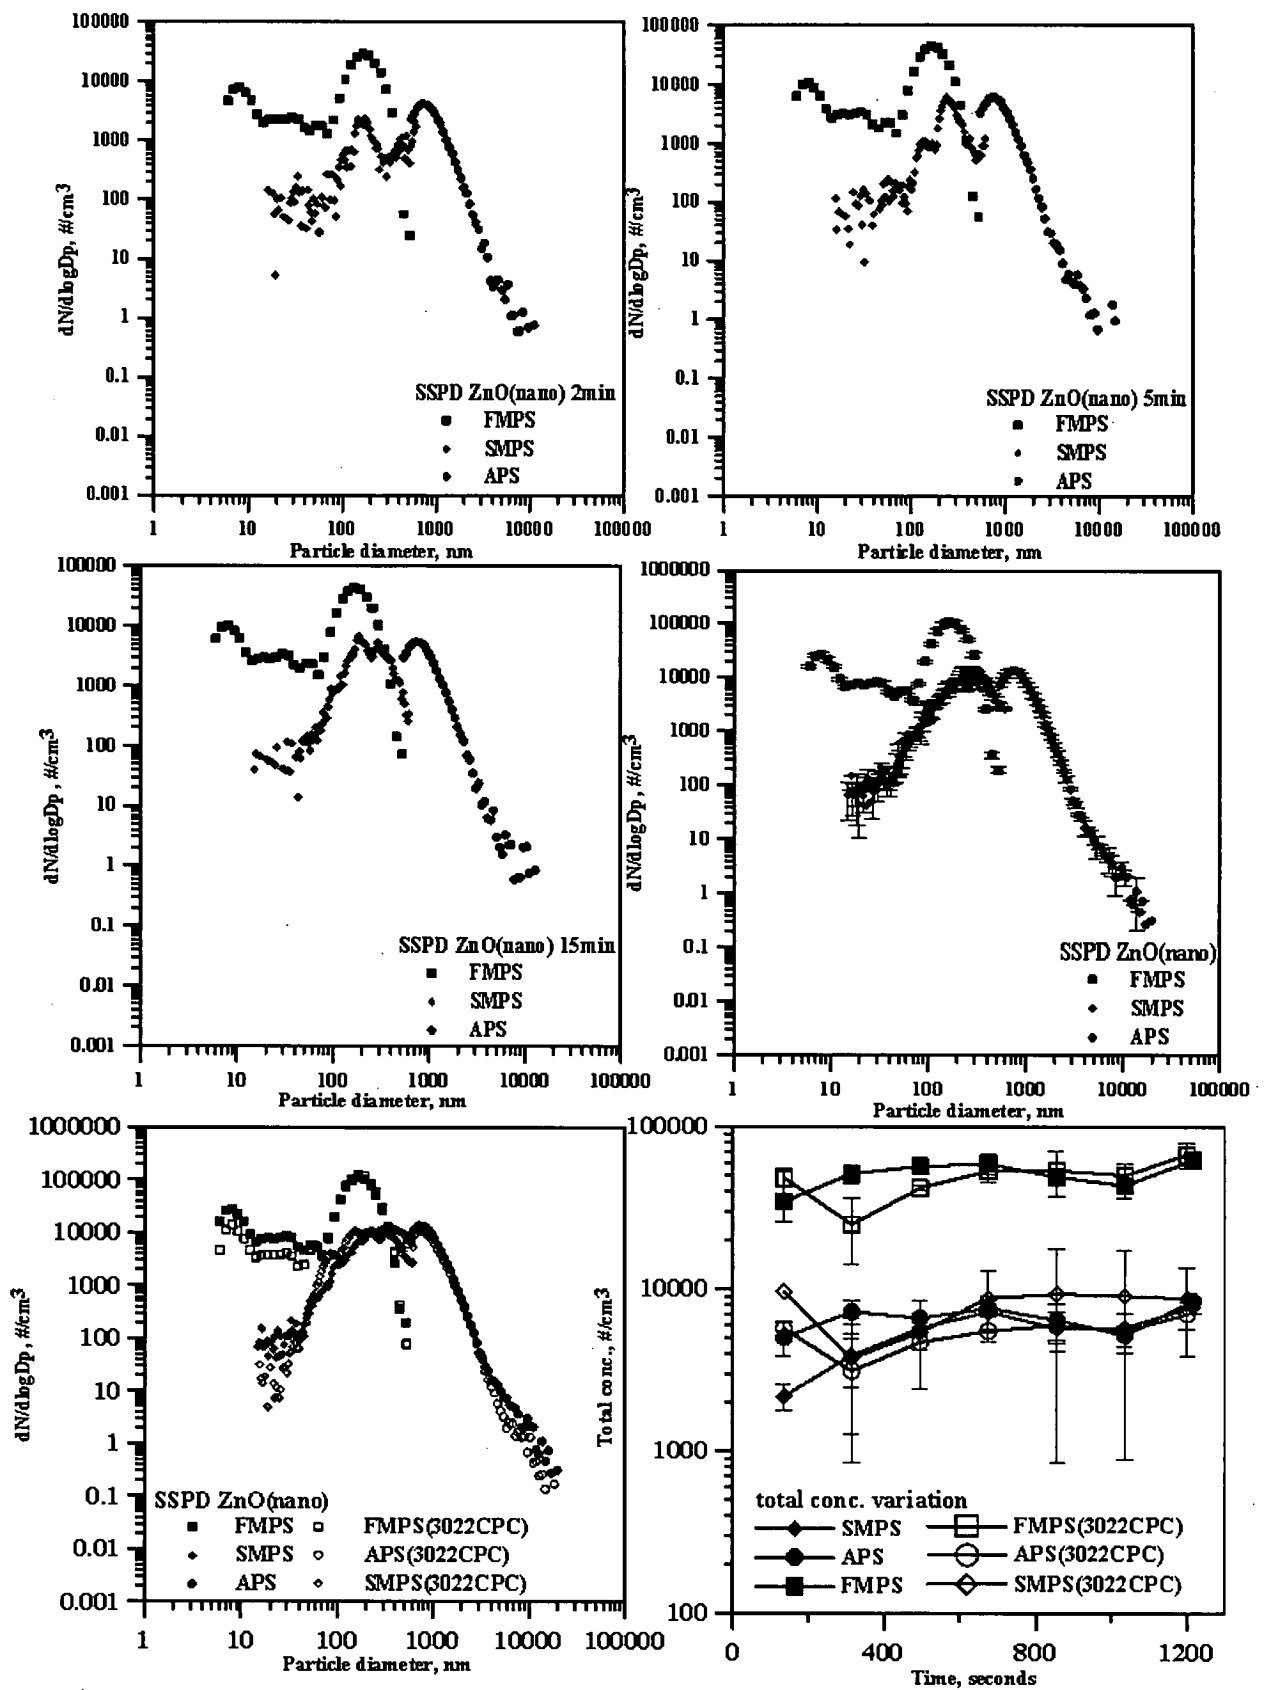 100000
10000
1000
100
10
1
0.1
0.01
0.001
dN/dlogDp, #/cm3
SSPD ZnO(nano) 2min
FMPS
SMPS
APS
1 10 100 1000 10000 100000
Particle diameter, nm
100000
10000
1000
100
10
1
0.1
0.01
0.001
dN/dlogDp, #/cm3
SSPD ZnO(nano) 5min
FMPS
SMPS
APS
1 10 100 1000 10000 100000
Particle diameter, nm
100000
10000
1000
100
10
1
0.1
0.01
0.001
dN/dlogDp, #/cm3
SSPD ZnO(nano) 15min
FMPS
SMPS
APS
1 10 100 1000 10000 100000
Particle diameter, nm
1000000
100000
10000
1000
100
10
1
0.1
0.01
0.001
dN/dlogDp, #/cm3
SSPD ZnO(nano)
FMPS
SMPS
APS
1 10 100 1000 10000 100000
Particle diameter, nm
1000000
100000
10000
1000
100
10
1
0.1
0.01
0.001
dN/dlogDp, #/cm3
SSPD ZnO(nano)
FMPS FMPS(3022CPC)
SMPS APS(3022CPC)
APS SMPS(3022CPC)
1 10 100 1000 10000 100000
Particle diameter, nm
100000
10000
1000
100
Total conc., #/cm3
total conc. variation
SMPS FMPS(3022CPC)
APS APS(3022CPC)
FMPS SMPS(3022CPC)
0 400 800 1200
Time, seconds